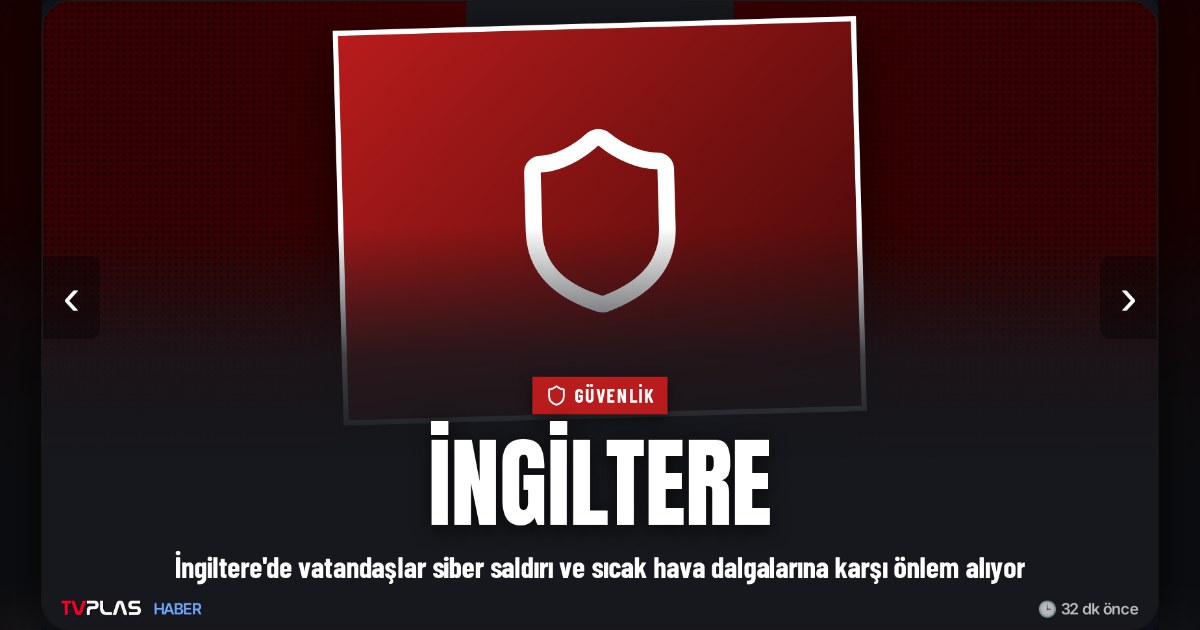 GÜVENLİK
İNGİLTERE
İngiltere'de vatandaşlar siber saldırı ve sıcak hava dalgalarına karşı önlem alıyor
TVPLAS HABER
32 dk önce